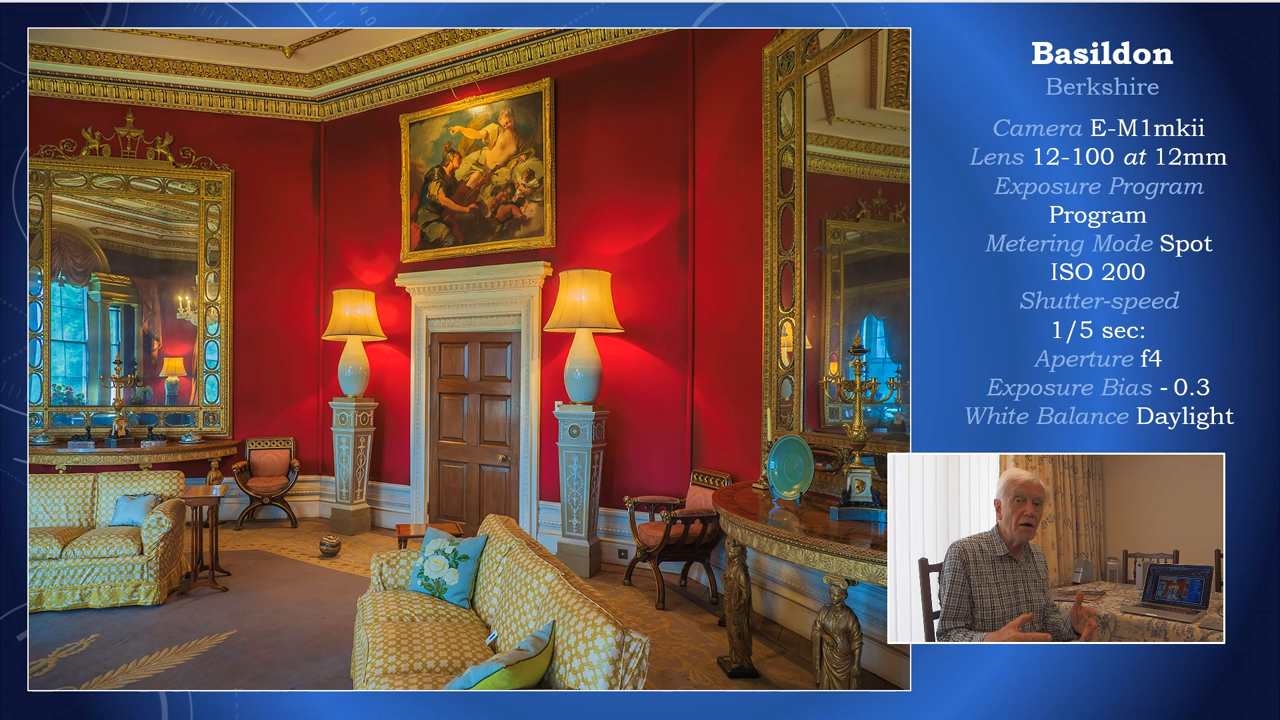 Basildon
Berkshire
Camera E-M1mkii
Lens 12-100 at 12mm
Exposure Program
Program
Metering Mode Spot
ISO 200
Shutter-speed
1/5 sec:
Aperture f4
Exposure Bias - 0.3
White Balance Daylight